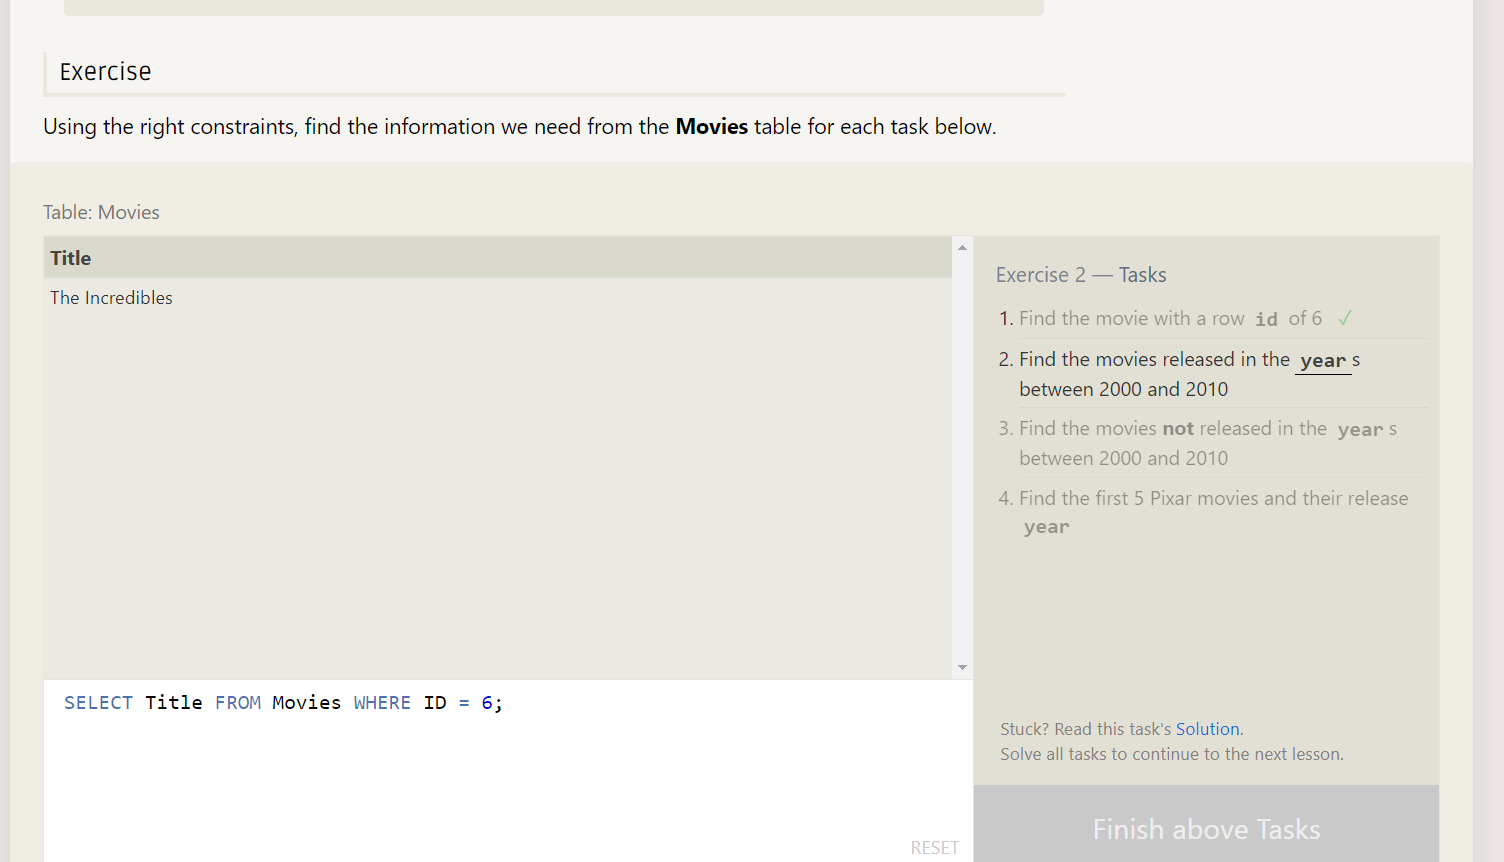 Exercise
Using the right constraints, find the information we need from the Movies table for each task below.
Table: Movies
Title
The Incredibles
SELECT Title FROM Movies WHERE ID = 6;
RESET
Exercise 2 — Tasks
1. Find the movie with a row id of 6 ✓
2. Find the movies released in the year s
between 2000 and 2010
3. Find the movies not released in the year s
between 2000 and 2010
4. Find the first 5 Pixar movies and their release
year
Stuck? Read this task's Solution.
Solve all tasks to continue to the next lesson.
Finish above Tasks